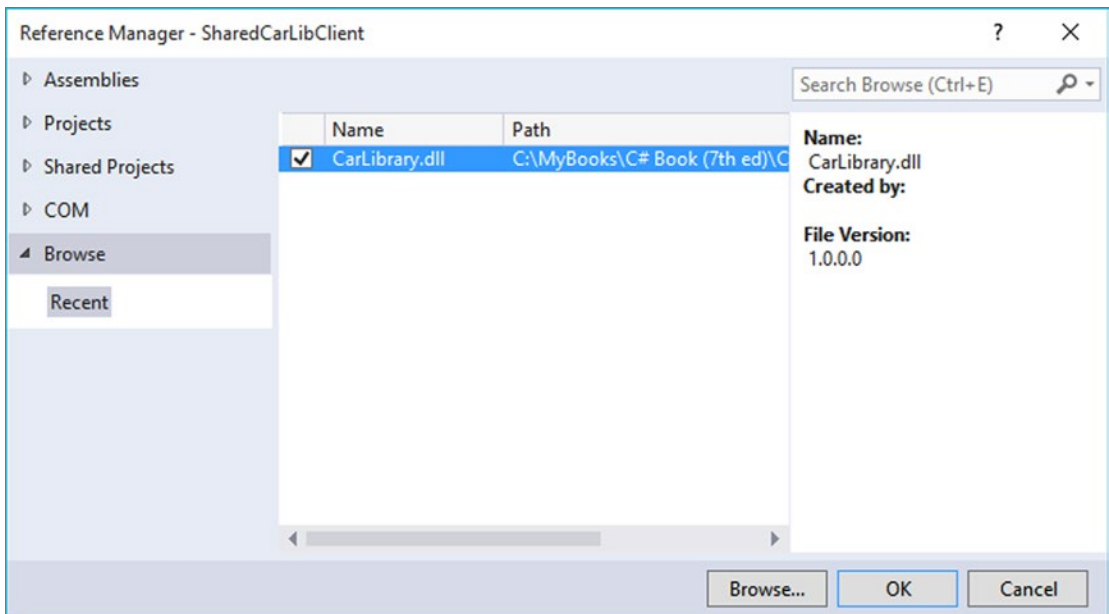 Reference Manager - SharedCarLibClient
? ×
Assemblies
Projects
Shared Projects
COM
Browse
Recent
Search Browse (Ctrl+E)
Name Path
CarLibrary.dll C:\MyBooks\C# Book (7th ed)\C
Name:
CarLibrary.dll
Created by:
File Version:
1.0.0.0
Browse... OK Cancel